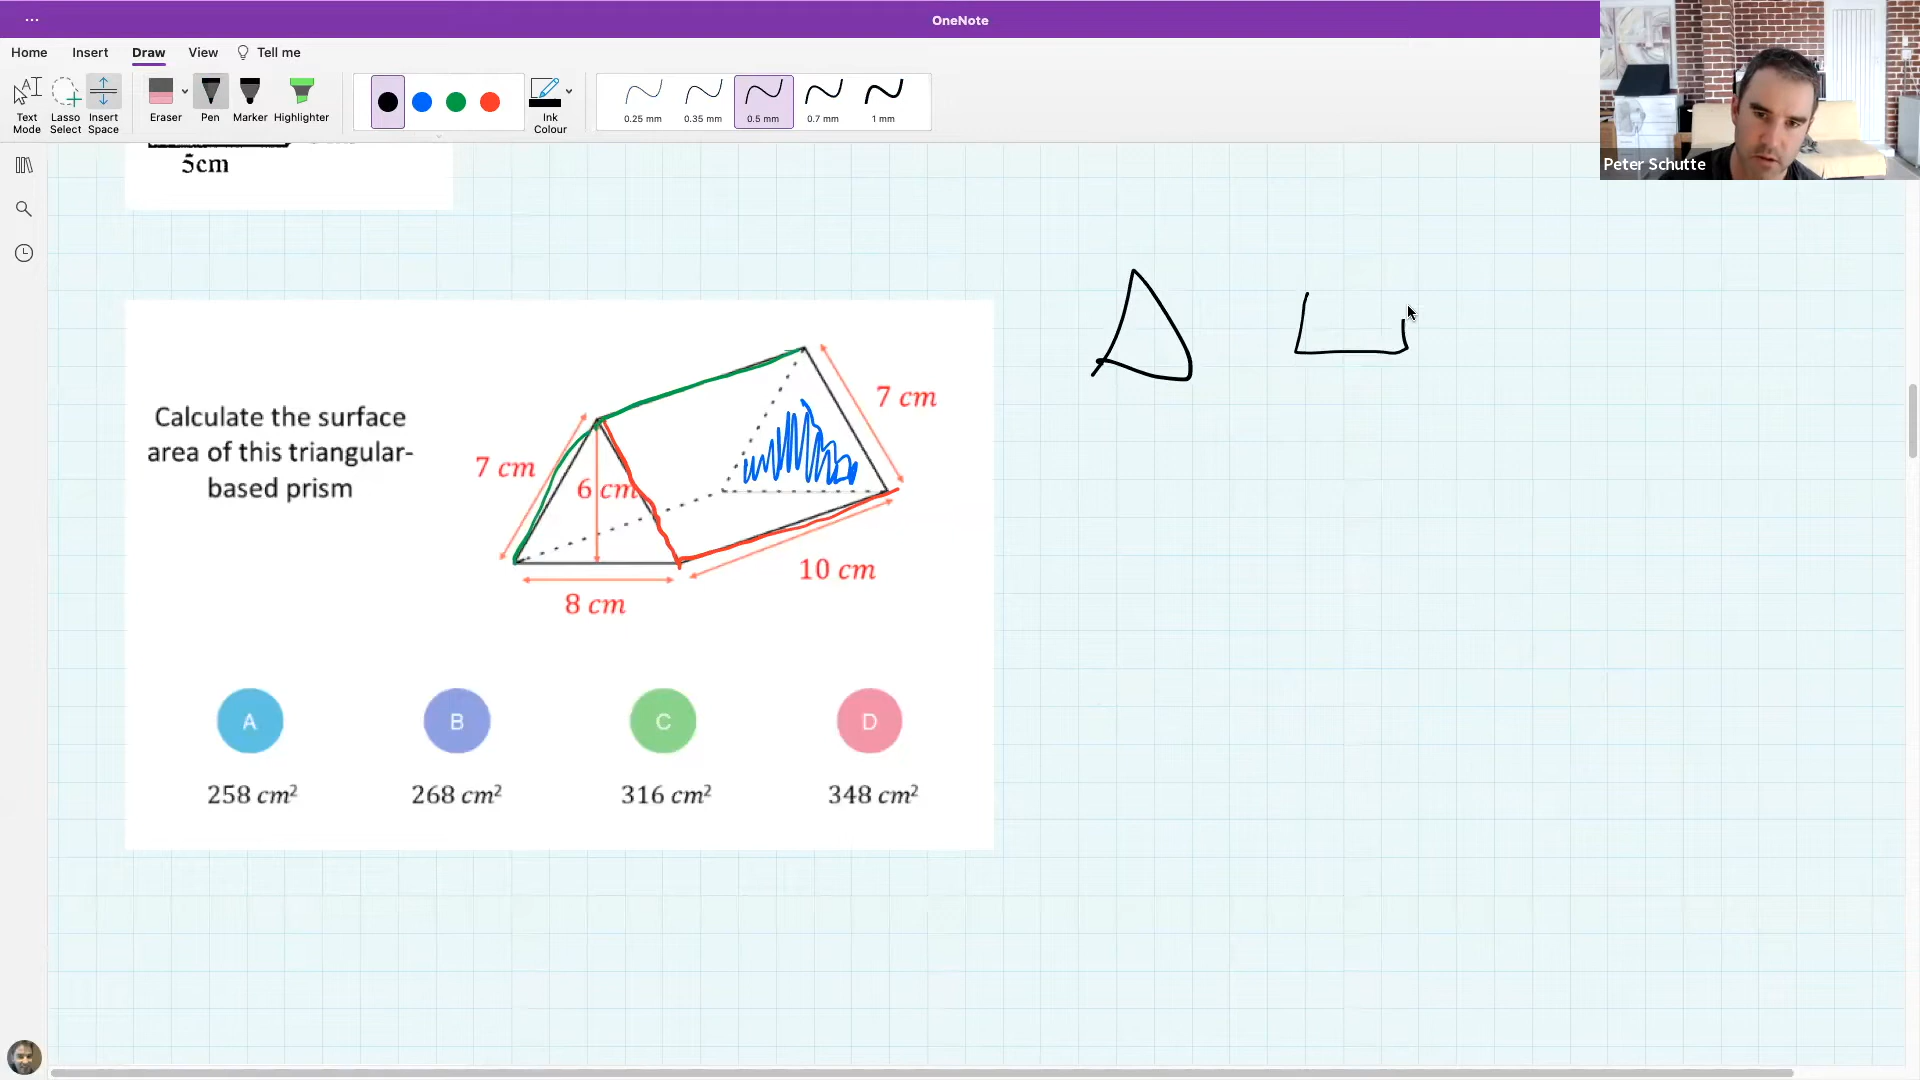 OneNote
Home Insert Draw View Tell me
Text Mode
Lasso Select
Insert Space
Eraser
Pen
Marker
Highlighter
Ink Colour
0.25 mm
0.35 mm
0.5 mm
0.7 mm
1 mm
Peter Schutte
5cm
Calculate the surface
area of this triangular-
based prism
7 cm
6 cm
7 cm
10 cm
8 cm
A B C D
258 cm² 268 cm² 316 cm² 348 cm²